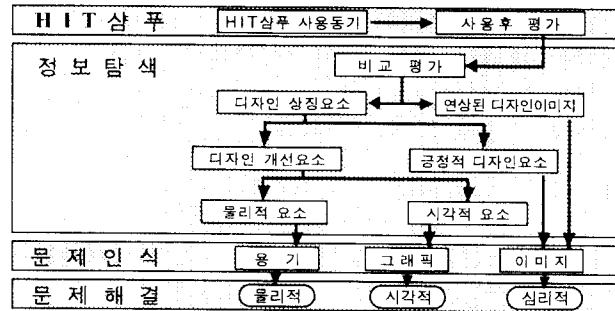 HIT샴푸 HIT샴푸 사용동기 사용후 평가
정보탐색 비교 평가
디자인 상징요소 연상된 디자인이미지
디자인 개선요소 긍정적 디자인요소
물리적 요소 시각적 요소
문제인식 용기 그래픽 이미지
문제해결 물리적 시각적 심리적